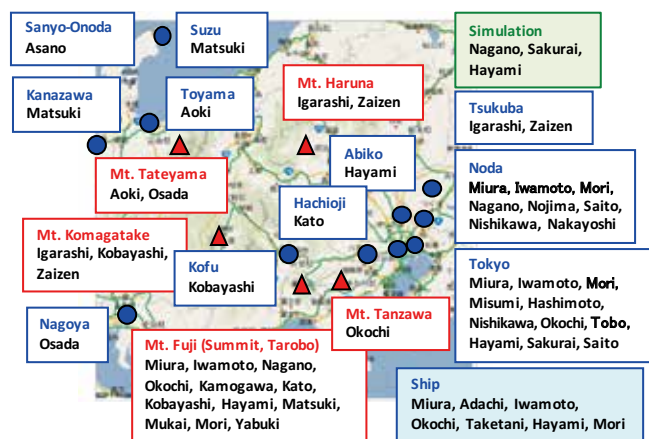 Sanyo-Onoda
Asano
Suzu
Matsuki
Simulation
Nagano, Sakurai,
Hayami
Kanazawa
Matsuki
Toyama
Aoki
Mt. Haruna
Igarashi, Zaizen
Tsukuba
Igarashi, Zaizen
Mt. Tateyama
Aoki, Osada
Abiko
Hayami
Noda
Miura, Iwamoto, Mori,
Nagano, Nojima, Saito,
Nishikawa, Nakayoshi
Hachioji
Kato
Mt. Komagatake
Igarashi, Kobayashi,
Zaizen
Kofu
Kobayashi
Tokyo
Miura, Iwamoto, Mori,
Misumi, Hashimoto,
Nishikawa, Okochi, Tobo,
Hayami, Sakurai, Saito
Nagoya
Osada
Mt. Tanzawa
Okochi
Mt. Fuji (Summit, Tarobo)
Miura, Iwamoto, Nagano,
Okochi, Kamogawa, Kato,
Kobayashi, Hayami, Matsuki,
Mukai, Mori, Yabuki
Ship
Miura, Adachi, Iwamoto,
Okochi, Taketani, Hayami, Mori